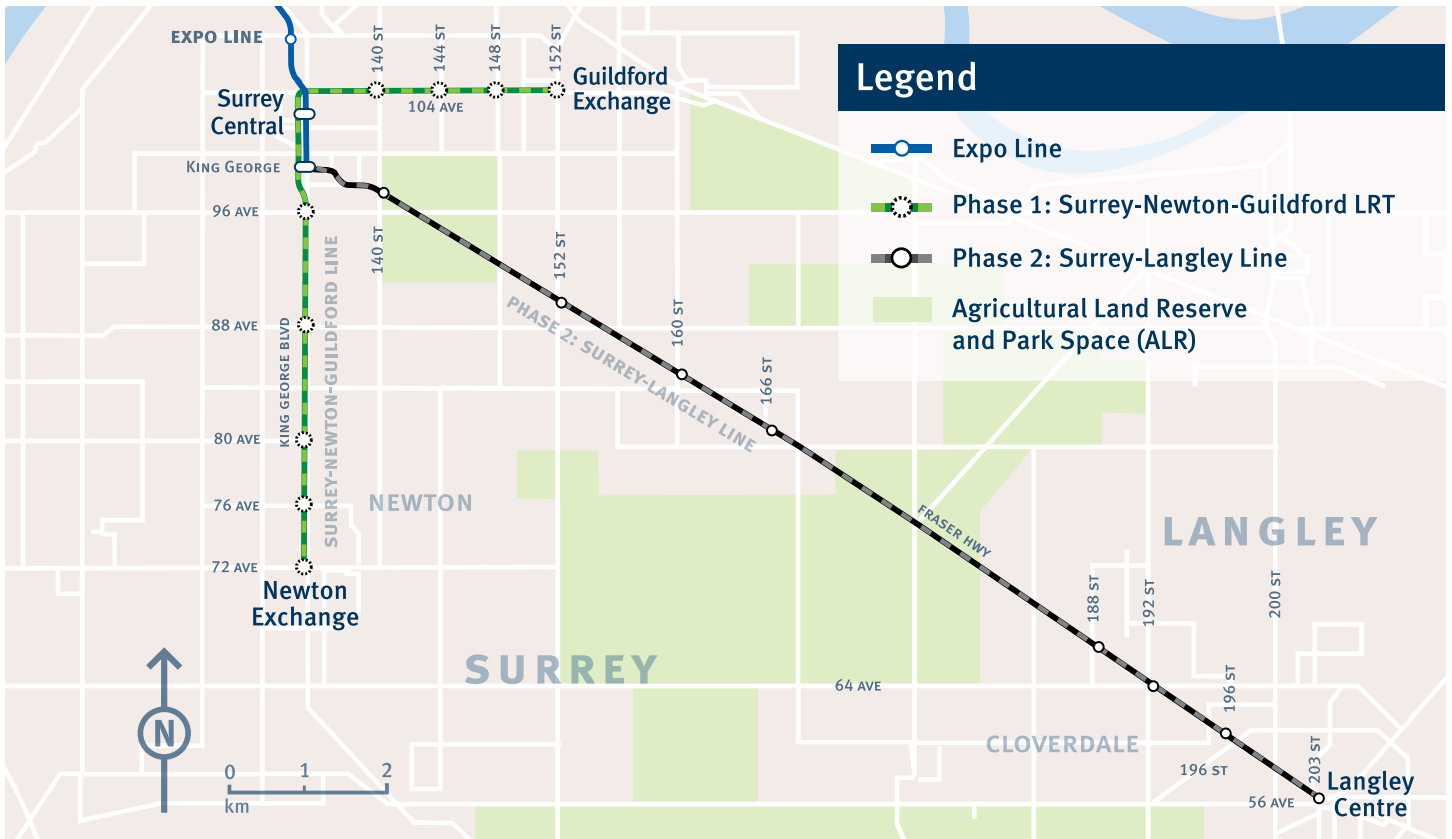 EXPO LINE
140 ST
144 ST
148 ST
152 ST
Guildford
Exchange
104 AVE
Surrey
Central
KING GEORGE
Legend
Expo Line
Phase 1: Surrey-Newton-Guildford LRT
Phase 2: Surrey-Langley Line
Agricultural Land Reserve
and Park Space (ALR)
96 AVE
140 ST
152 ST
160 ST
166 ST
88 AVE
KING GEORGE BLVD
SURREY-NEWTON-GUILDFORD LINE
PHASE 2: SURREY-LANGLEY LINE
80 AVE
76 AVE
NEWTON
72 AVE
Newton
Exchange
FRASER HWY
LANGLEY
188 ST
192 ST
200 ST
SURREY
64 AVE
196 ST
CLOVERDALE
196 ST
203 ST
56 AVE
Langley
Centre
N
0 1 2
km